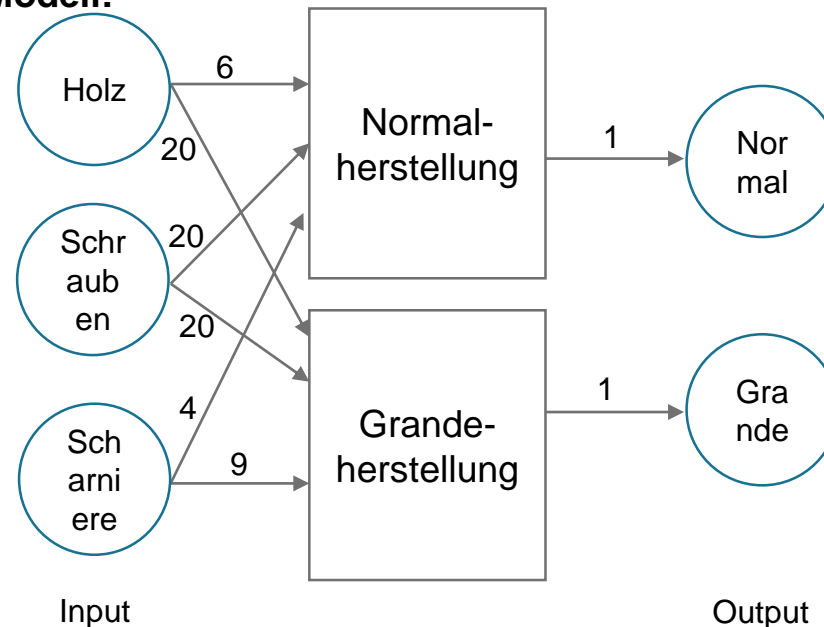 Modell:
Holz
6
20
Normal-
herstellung
1
Nor
mal
Schr
aub
en
20
20
Sch
arni
ere
4
9
Grande-
herstellung
1
Gra
nde
Input
Output